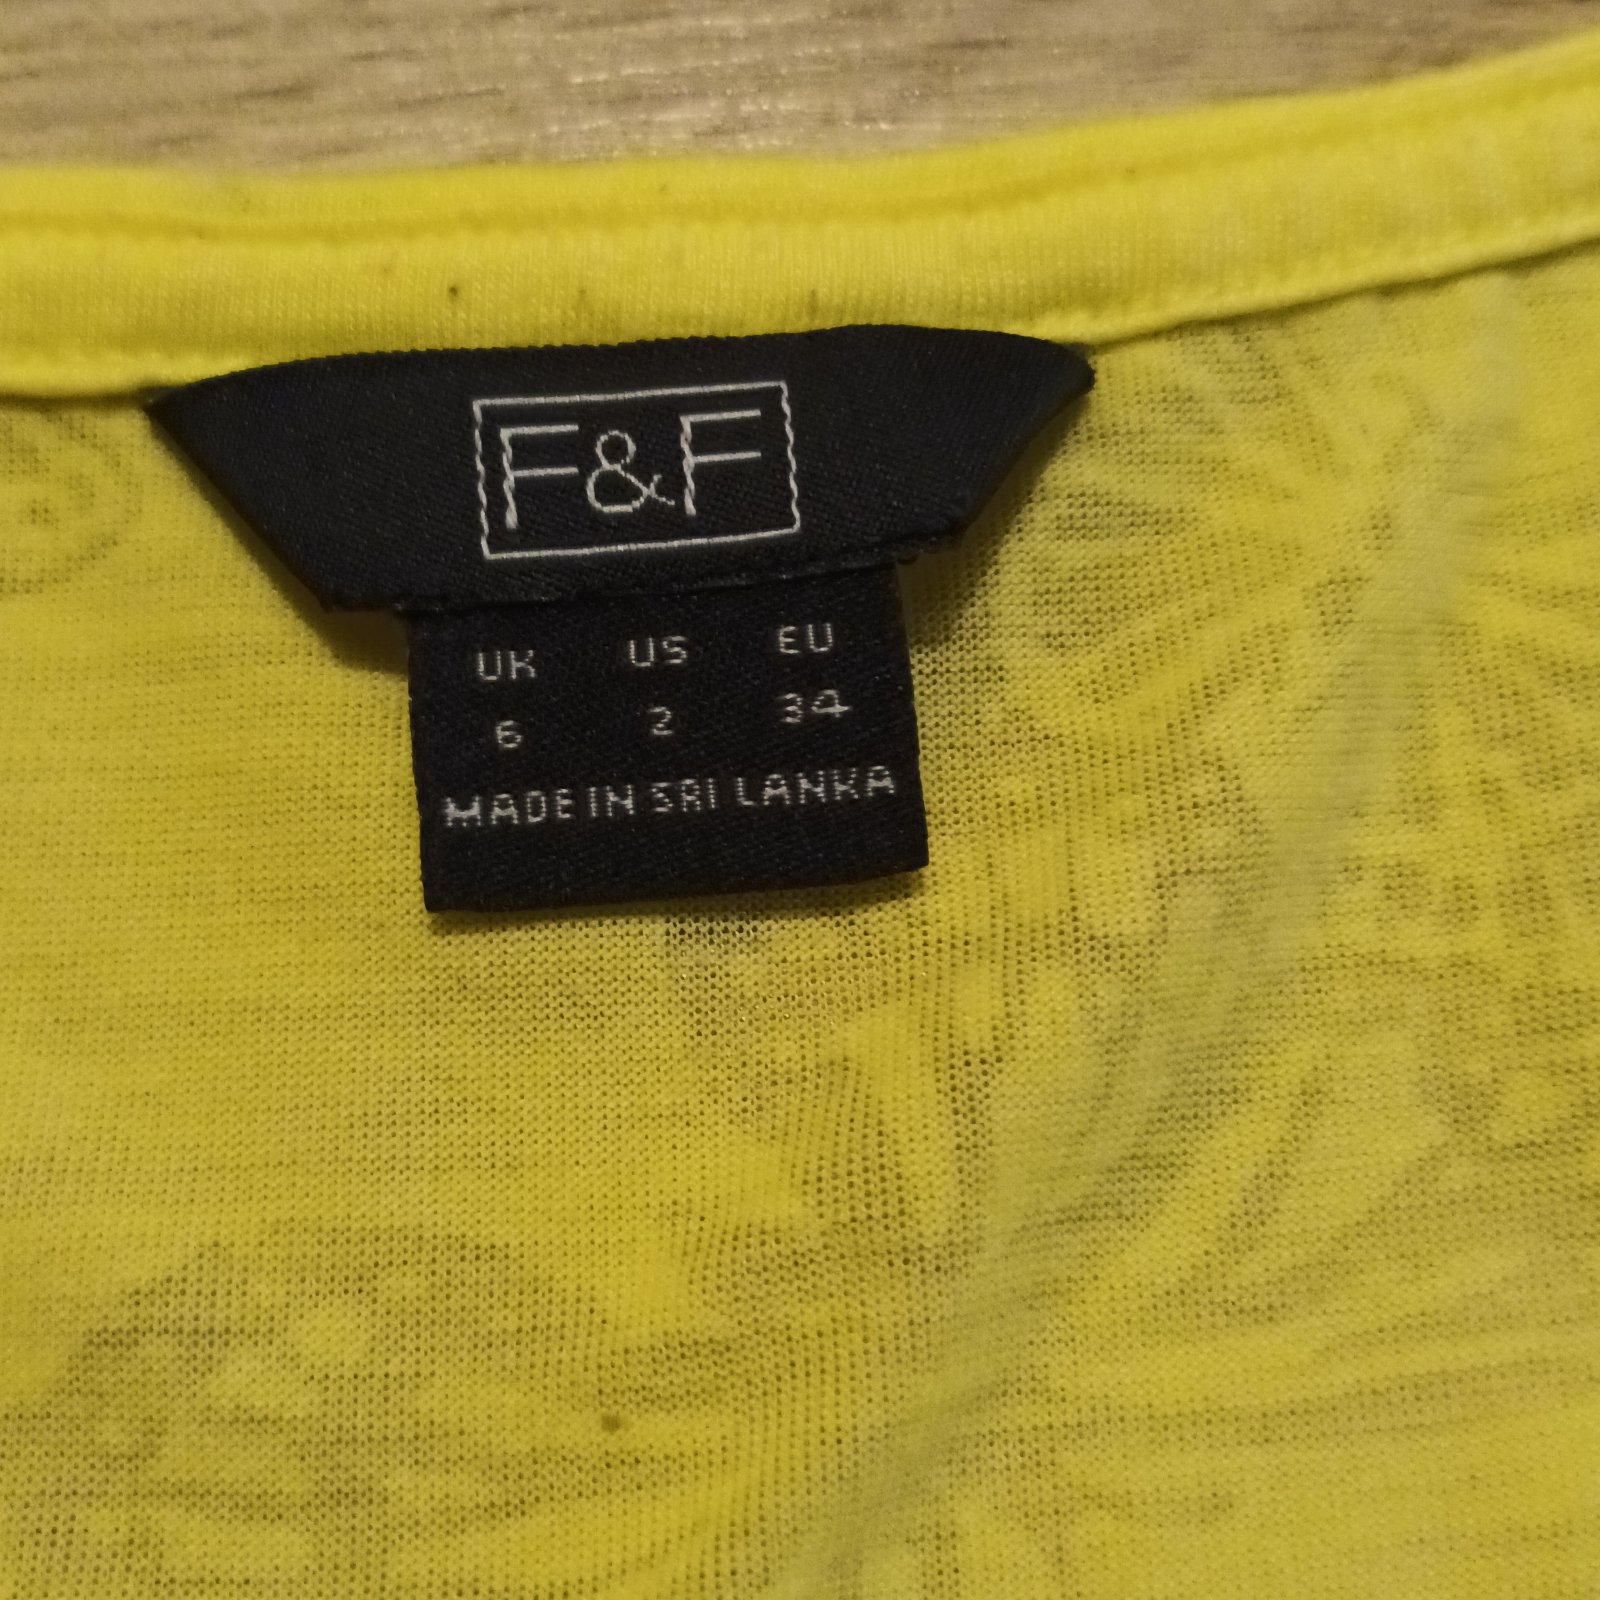 F&F
UK US EU
6 2 34
MADE IN SRI LANKA